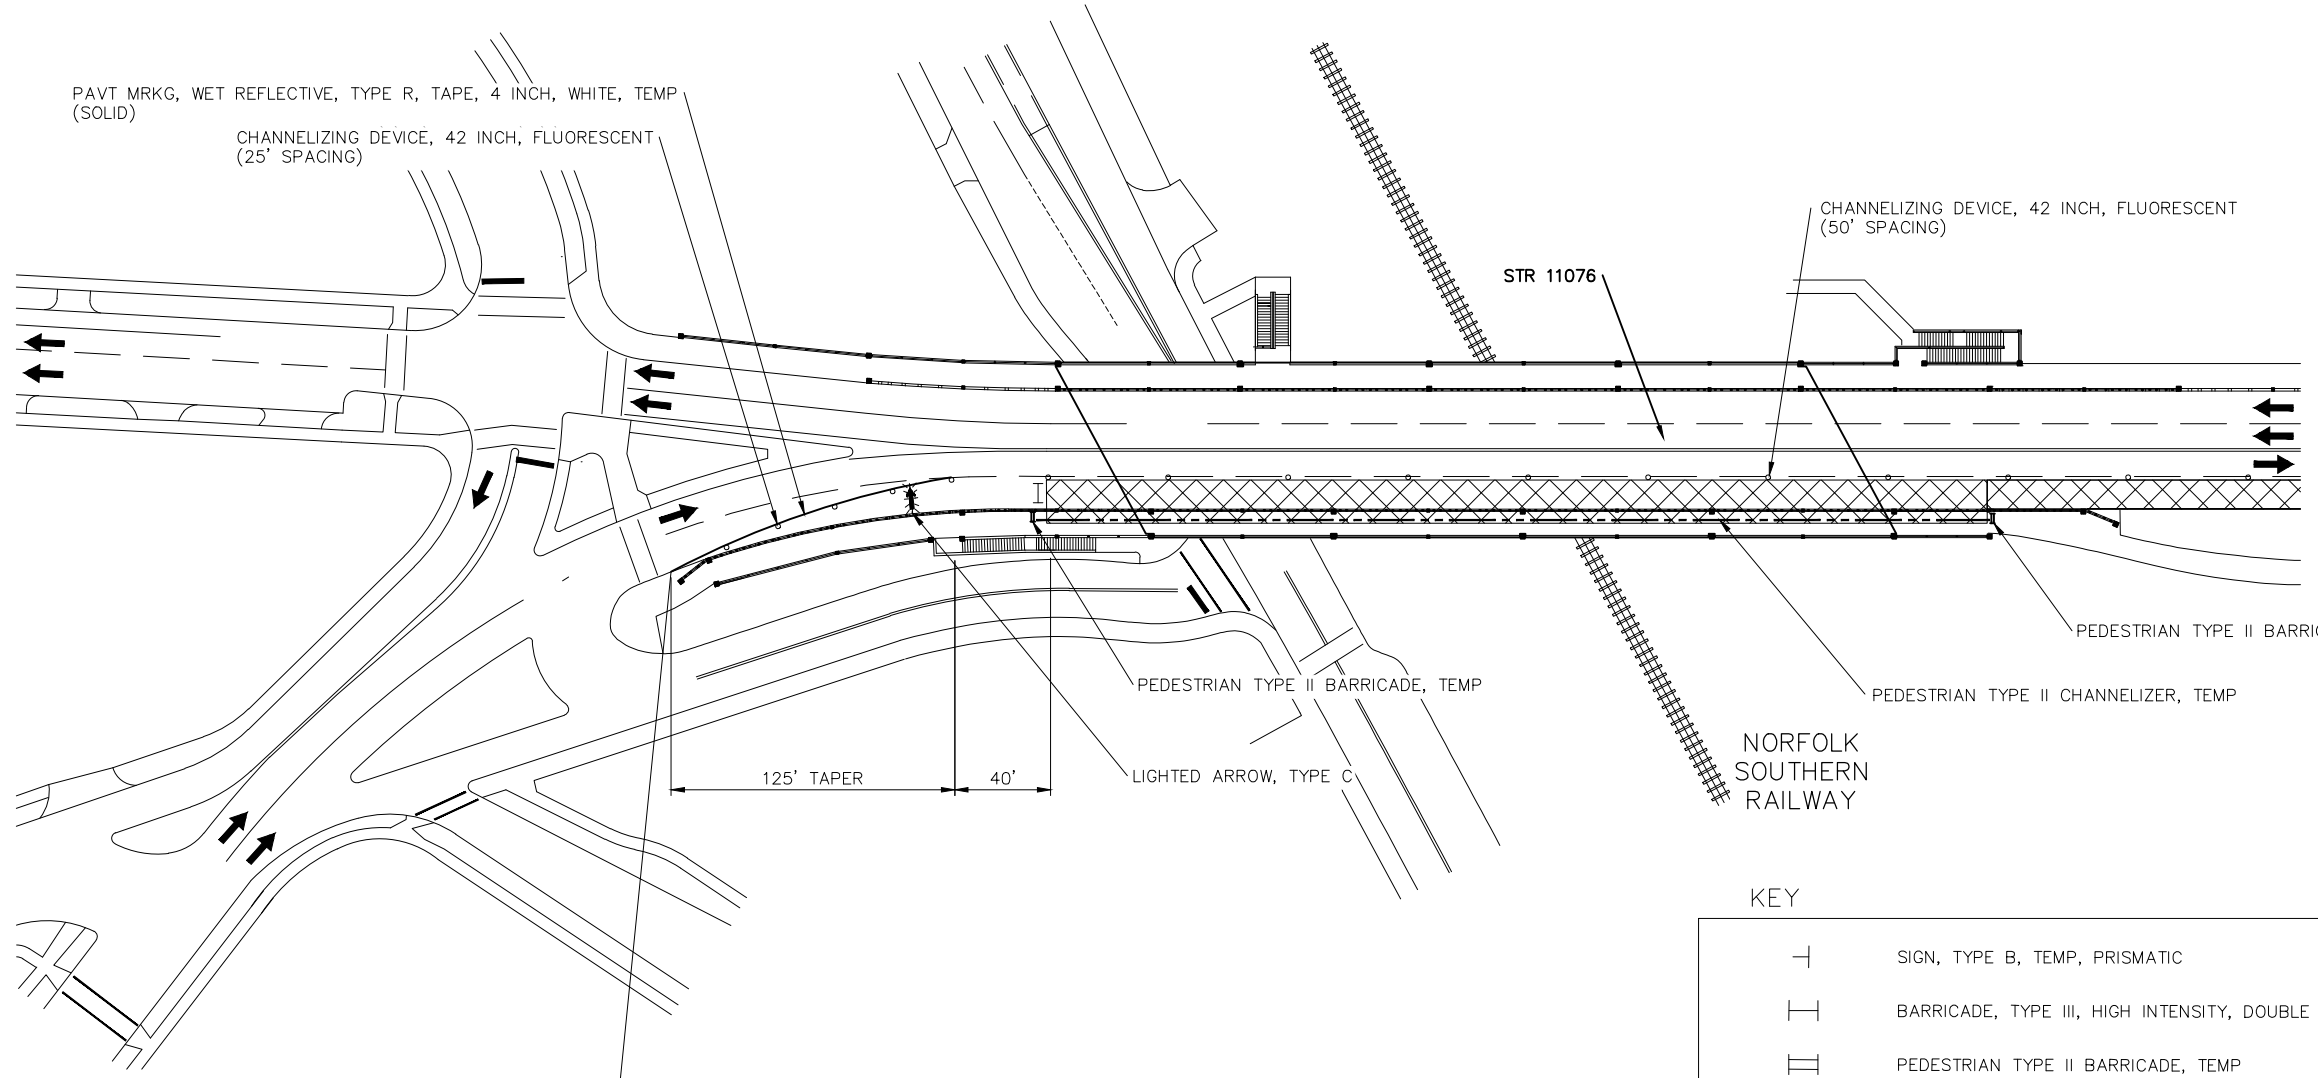 PAVT MRKG, WET REFLECTIVE, TYPE R, TAPE, 4 INCH, WHITE, TEMP
(SOLID)
CHANNELIZING DEVICE, 42 INCH, FLUORESCENT
(25' SPACING)
CHANNELIZING DEVICE, 42 INCH, FLUORESCENT
(50' SPACING)
STR 11076
PEDESTRIAN TYPE II
PEDESTRIAN TYPE II BARRICADE, TEMP
PEDESTRIAN TYPE II CHANNELIZER, TEMP
NORFOLK
SOUTHERN
RAILWAY
125' TAPER
40'
LIGHTED ARROW, TYPE C
KEY
SIGN, TYPE B, TEMP, PRISMATIC
BARRICADE, TYPE III, HIGH INTENSITY, DOUBLE
PEDESTRIAN TYPE II BARRICADE, TEMP